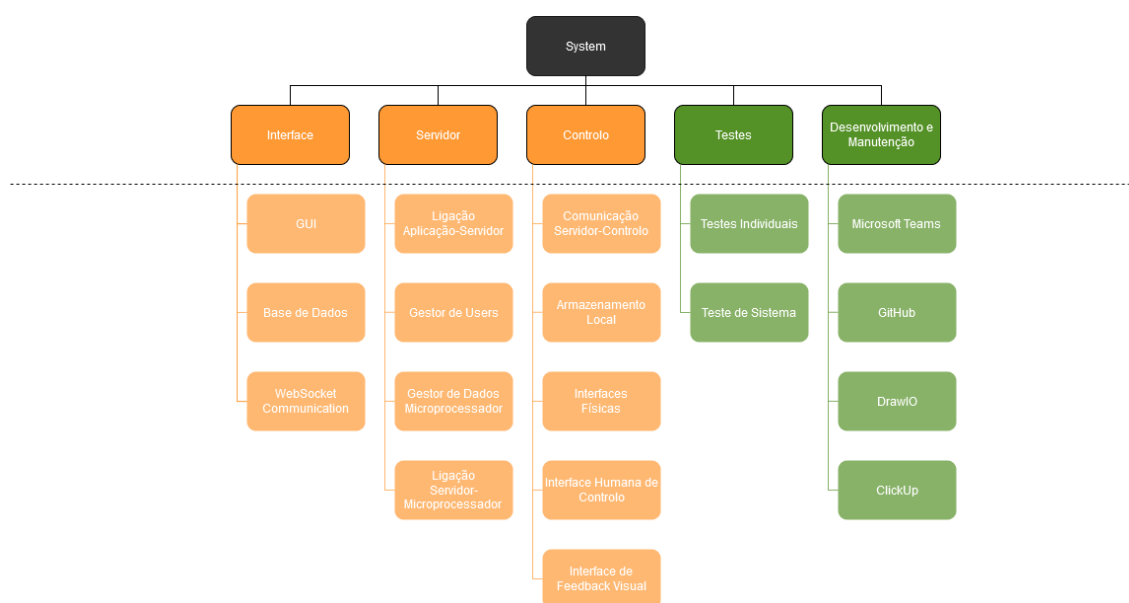 System
Interface
Servidor
Controlo
Testes
Desenvolvimento e
Manutenção
GUI
Base de Dados
WebSocket
Communication
Ligação
Aplicação-Servidor
Gestor de Users
Gestor de Dados
Microprocessador
Ligação
Servidor-
Microprocessador
Comunicação
Servidor-Controlo
Armazenamento
Local
Interfaces
Físicas
Interface Humana de
Controlo
Interface de
Feedback Visual
Testes Individuais
Teste de Sistema
Microsoft Teams
GitHub
DrawIO
ClickUp